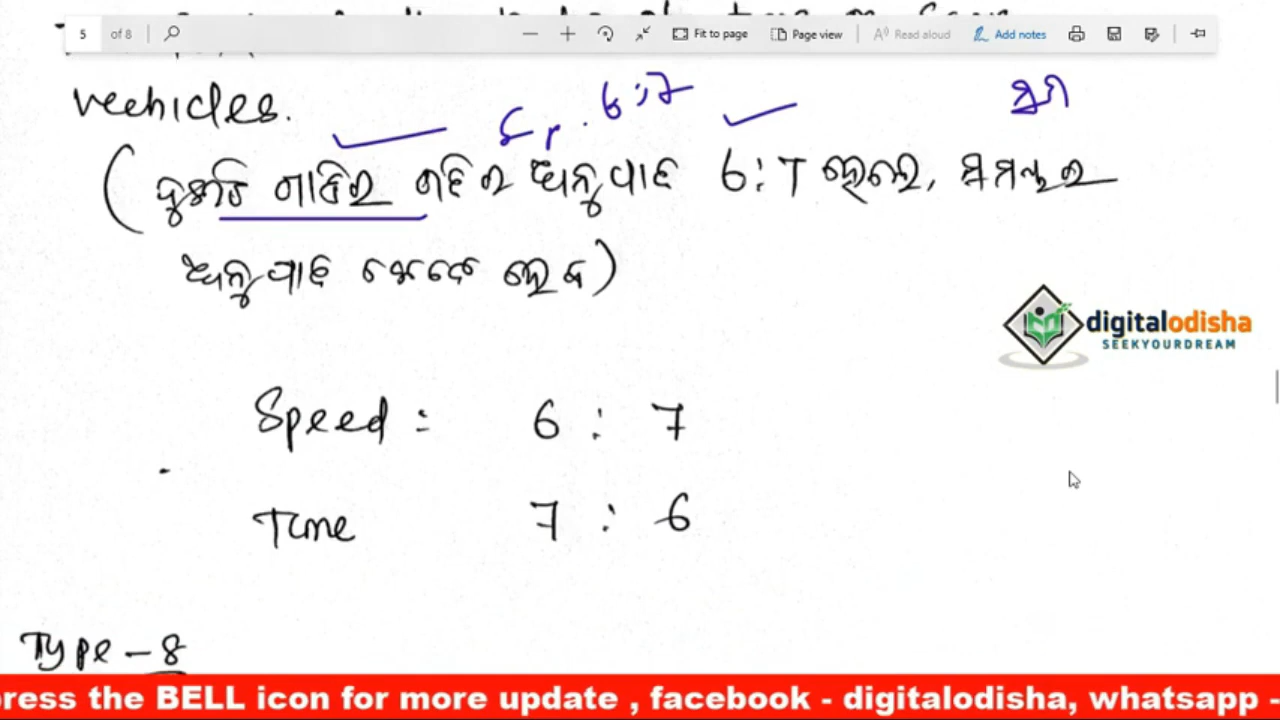 5 of 8 Fit to page Page view Read aloud Add notes
veehicles.
Sp. 6:7
(ଦୁଇଟି ଗାଡିର ଗତିର ଅନୁପାତ 6:7 ହେଲେ, ସମୟର
ଅନୁପାତ କେତେ ହେବ)
digitalodisha
SEEKYOURDREAM
Speed = 6 : 7
Time 7 : 6
Type - 8
press the BELL icon for more update , facebook - digitalodisha, whatsapp -